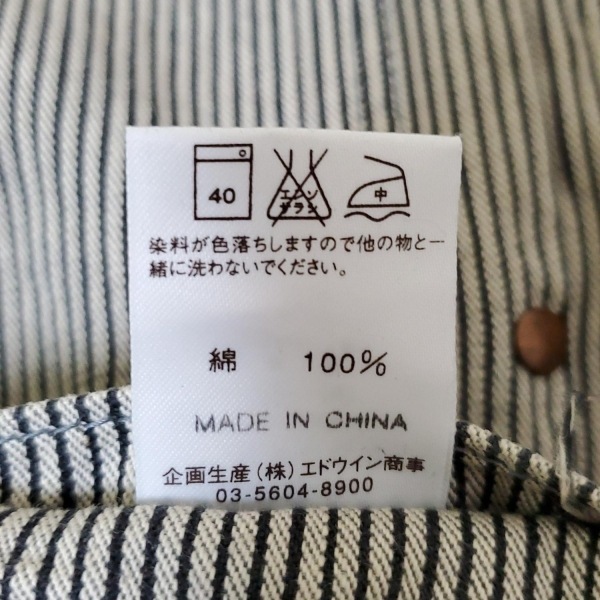 40 エンソ サラシ 中
染料が色落ちしますので他の物と一
緒に洗わないでください。
綿 100%
MADE IN CHINA
企画生産(株)エドウイン商事
03-5604-8900